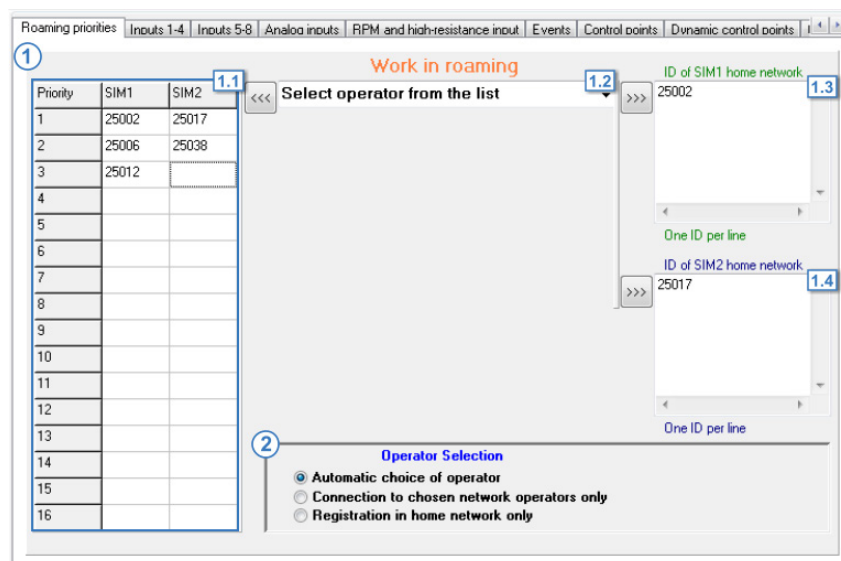 Roaming priorities Inputs 1-4 Inputs 5-8 Analog inputs RPM and high-resistance input Events Control points Dynamic control points
1
Work in roaming
ID of SIM1 home network
1.1
1.2
1.3
Priority SIM1 SIM2
<<< Select operator from the list >>>
25002
1 25002 25017
2 25006 25038
3 25012
4
5
One ID per line
6
ID of SIM2 home network
7
1.4
>>>
25017
8
9
10
11
12
One ID per line
13
2
Operator Selection
14
Automatic choice of operator
15
Connection to chosen network operators only
16
Registration in home network only